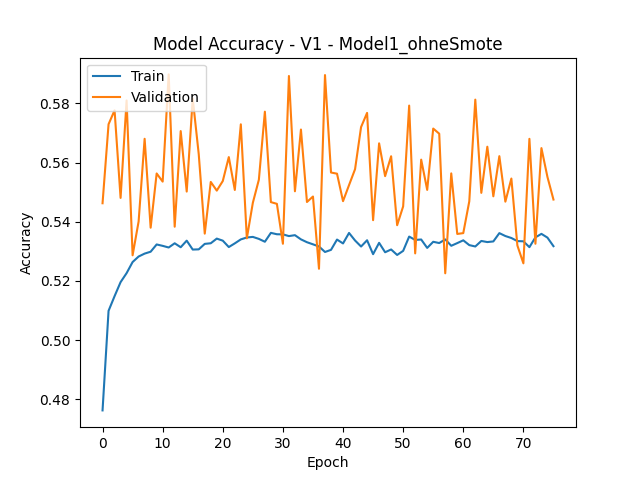 Model Accuracy - V1 - Model1_ohneSmote
Train
Validation
0.58
0.56
0.54
0.52
0.50
0.48
Accuracy
0 10 20 30 40 50 60 70
Epoch